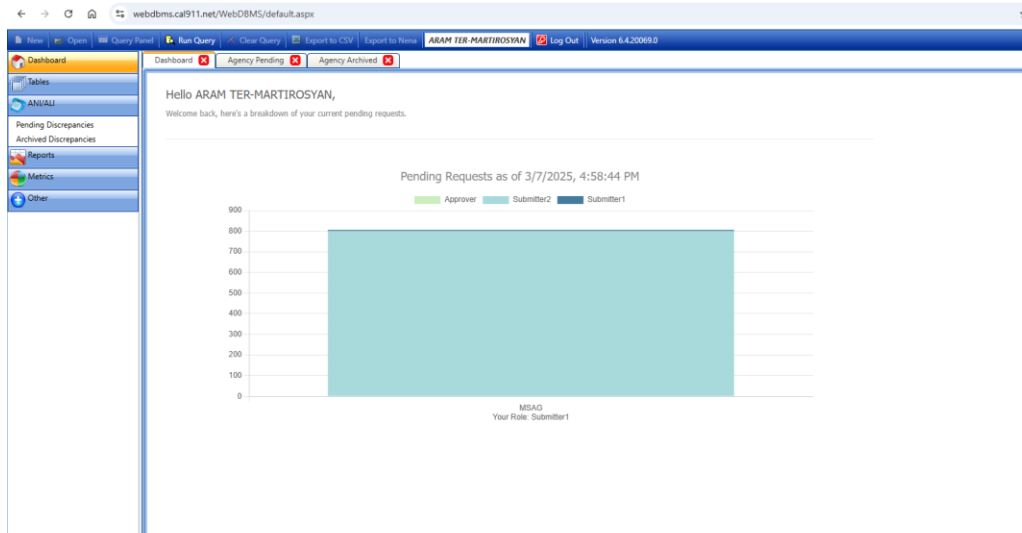 webdbms.cal911.net/WebDBMS/default.aspx
New Open Query Panel Run Query Clear Query Export to CSV Export to Nena ARAM TER-MARTIROSYAN Log Out Version 6.4.20069.0
Dashboard
Tables
ANI/ALI
Pending Discrepancies
Archived Discrepancies
Reports
Metrics
Other
Dashboard Agency Pending Agency Archived
Hello ARAM TER-MARTIROSYAN,
Welcome back, here's a breakdown of your current pending requests.
Pending Requests as of 3/7/2025, 4:58:44 PM
Approver Submitter2 Submitter1
900
800
700
600
500
400
300
200
100
0
MSAG
Your Role: Submitter1